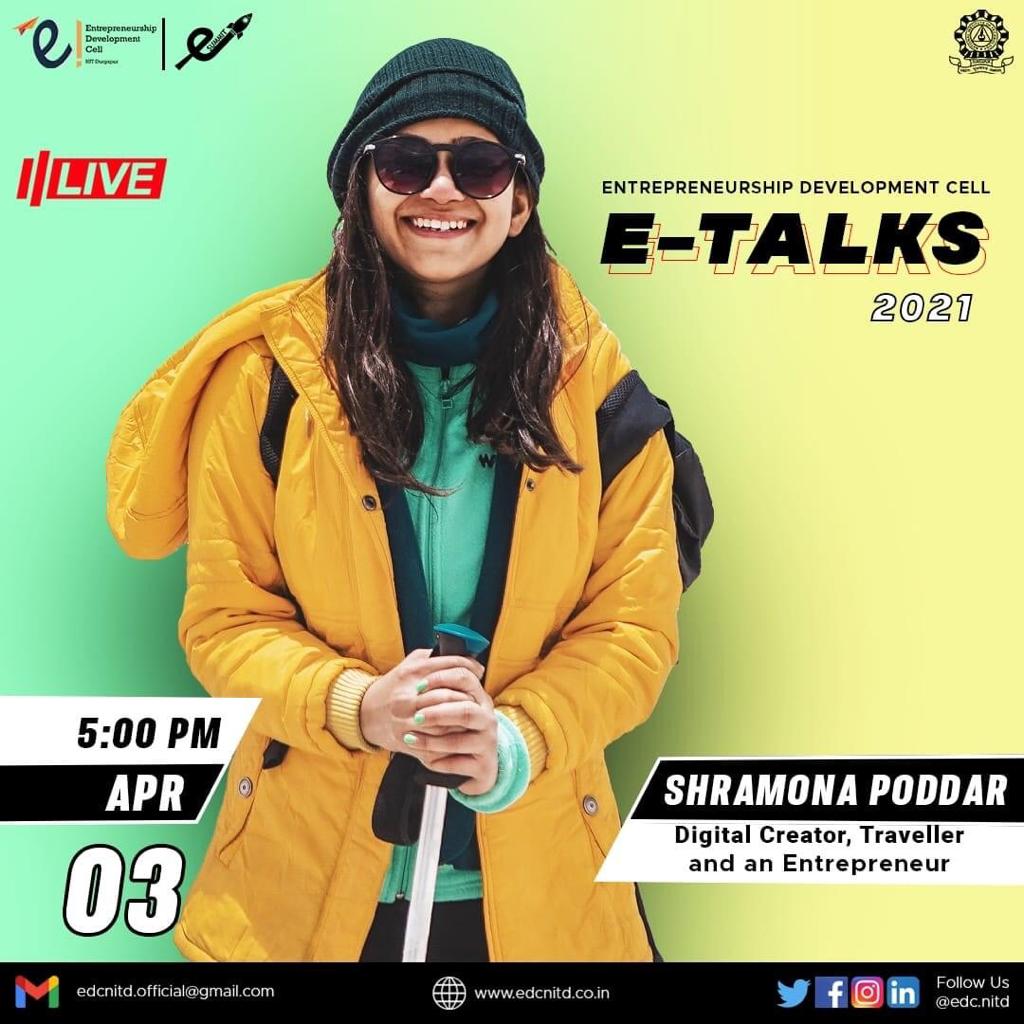 Entrepreneurship
Development
Cell
NIT Durgapur
SUMMIT
LIVE
ENTREPRENEURSHIP DEVELOPMENT CELL
E-TALKS
2021
W
5:00 PM
APR
03
SHRAMONA PODDAR
Digital Creator, Traveller
and an Entrepreneur
edcnitd.official@gmail.com
www.edcnitd.co.in
Follow Us
@edc.nitd